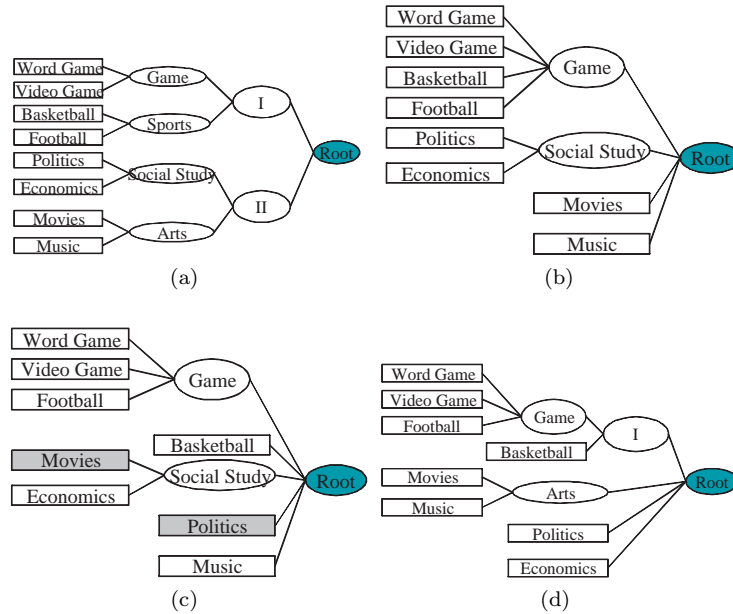 Word Game
Video Game
Basketball
Football
Politics
Economics
Movies
Music
Game
Sports
Social Study
Arts
I
II
Root
(a)
Word Game
Video Game
Basketball
Football
Politics
Economics
Game
Social Study
Movies
Music
Root
(b)
Word Game
Video Game
Football
Movies
Economics
Game
Basketball
Social Study
Politics
Music
Root
(c)
Word Game
Video Game
Football
Movies
Music
Game
Basketball
I
Arts
Politics
Economics
Root
(d)